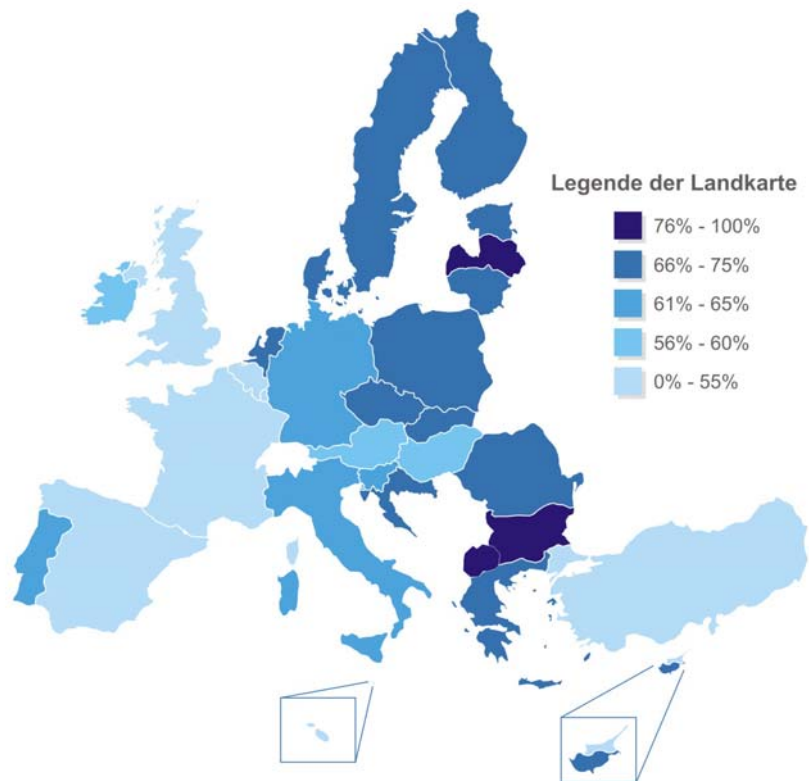 Legende der Landkarte
76% - 100%
66% - 75%
61% - 65%
56% - 60%
0% - 55%